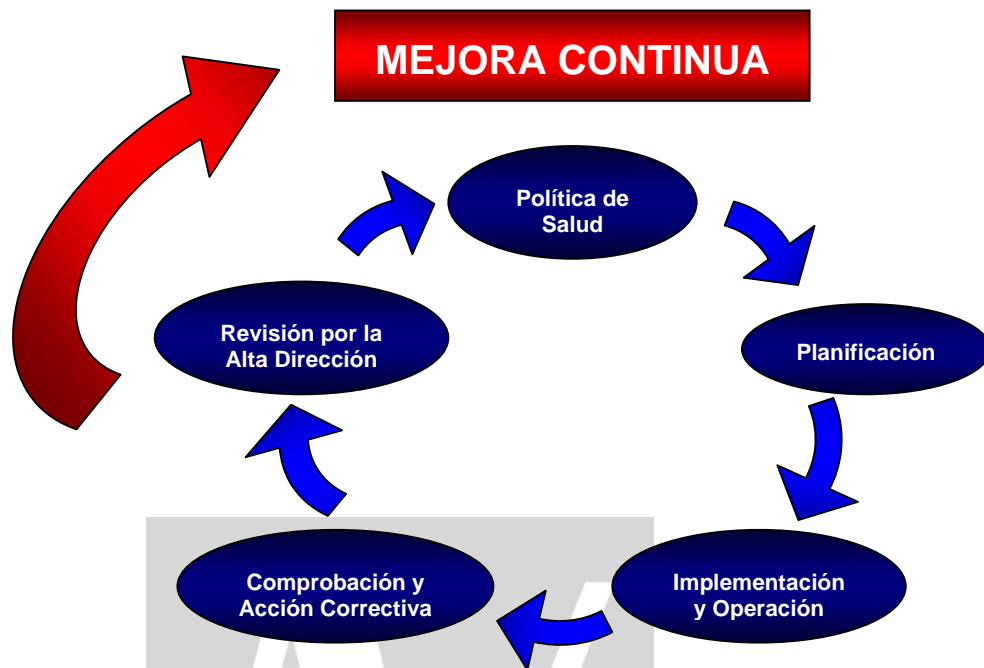 MEJORA CONTINUA
Política de
Salud
Planificación
Implementación
y Operación
Comprobación y
Acción Correctiva
Revisión por la
Alta Dirección